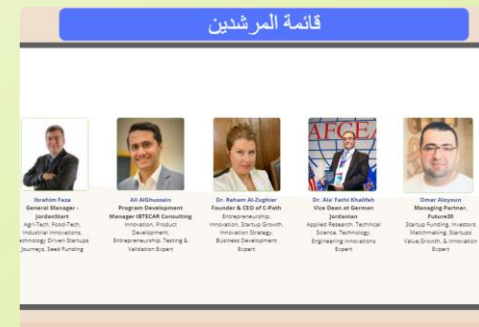 قائمة المرشدين
AFCEA
Ibrahim Faza
General Manager -
JordanStart
Agri-Tech, Food-Tech,
Industrial Innovations,
Technology Driven Startups
Journeys, Seed Funding
Ali AlGhussein
Program Development
Manager IBTECAR Consulting
Innovation, Product
Development,
Entrepreneurship, Testing &
Validation Expert
Dr. Reham Al-Zughier
Founder & CEO of C-Path
Entrepreneurship,
Innovation, Startup Growth,
Innovation Strategy,
Business Development
Expert
Dr. Ala' Fathi Khalifeh
Vice Dean at German
Jordanian
Applied Research, Technical
Science, Technology,
Engineering Innovations
Expert
Omar Aloyoun
Managing Partner,
Future00
Startup Funding, Investors
Matchmaking, Startups
Value,Growth, & Innovation
Expert